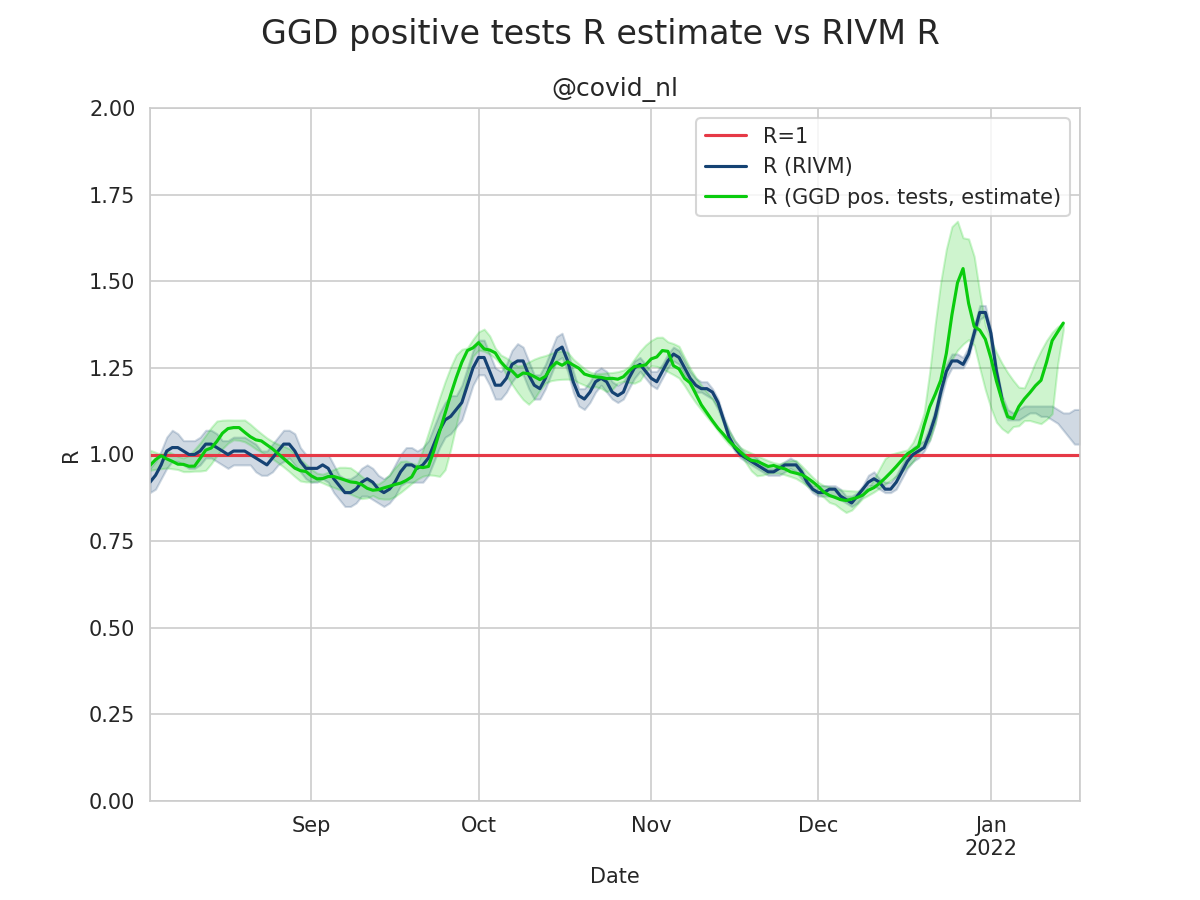 GGD positive tests R estimate vs RIVM R
@covid_nl
2.00
1.75
1.50
1.25
1.00
0.75
0.50
0.25
0.00
R
R=1
R (RIVM)
R (GGD pos. tests, estimate)
Sep
Oct
Nov
Dec
Jan
2022
Date